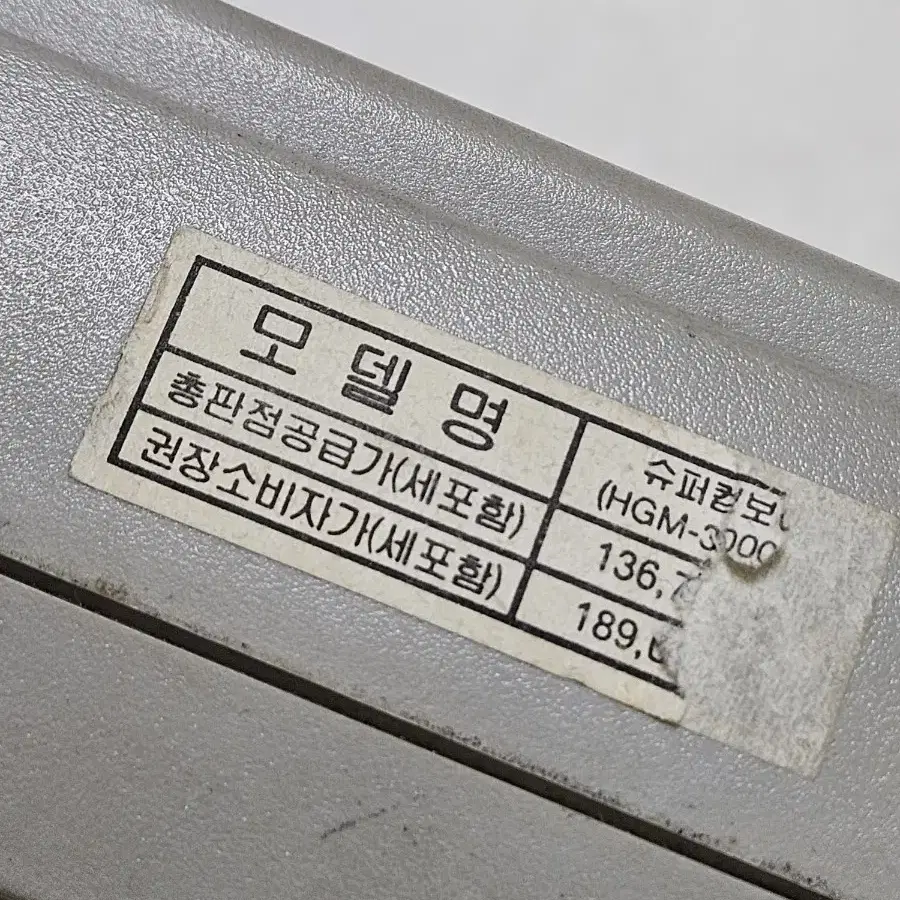 모델명 슈퍼컴보
(HGM-3000
총판점공급가(세포함) 136,7
권장소비자가(세포함) 189,